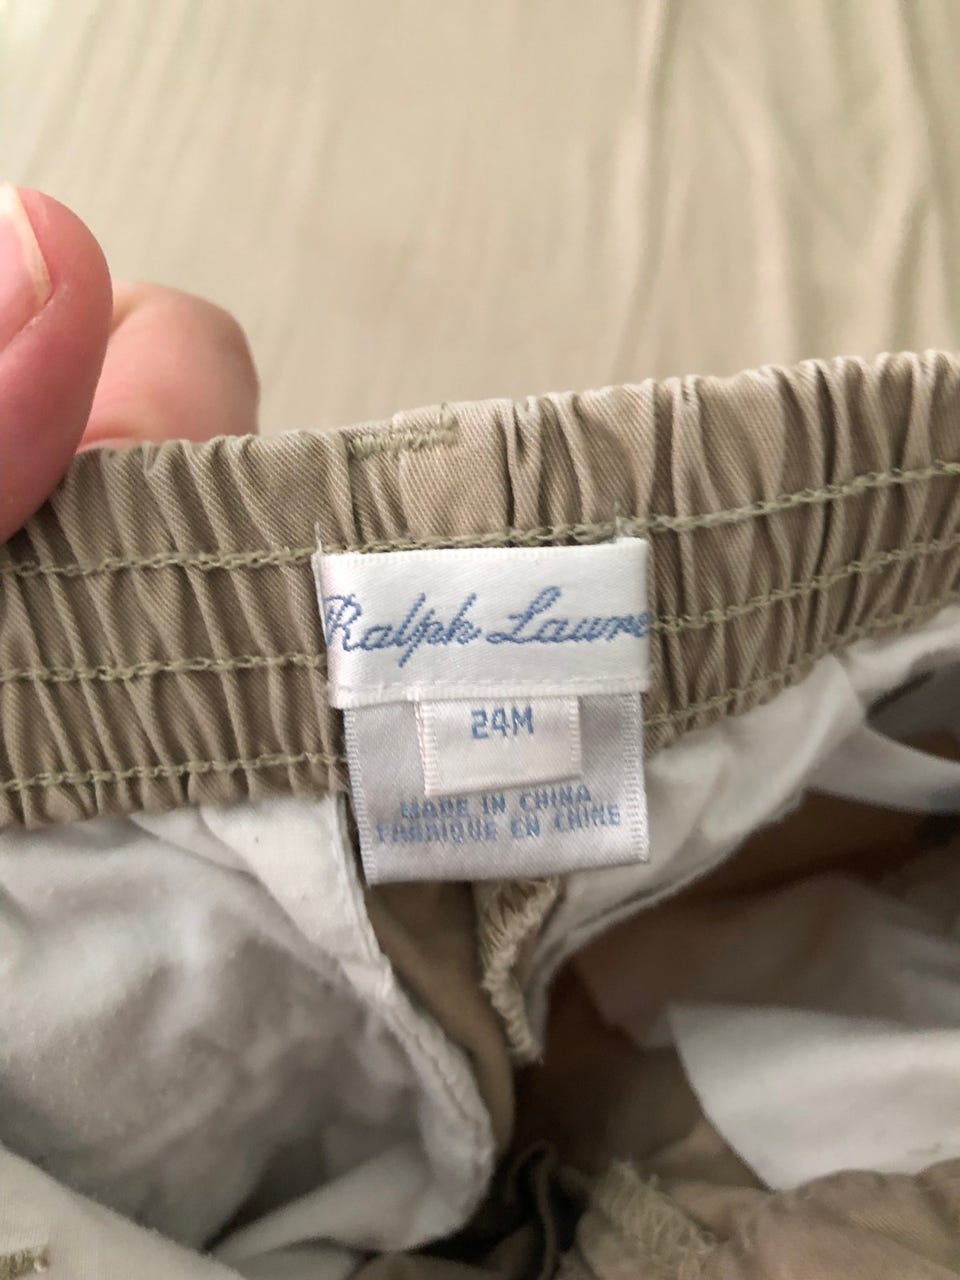 Ralph Laure
24M
MADE IN CHINA
FABRIQUE EN CHINE